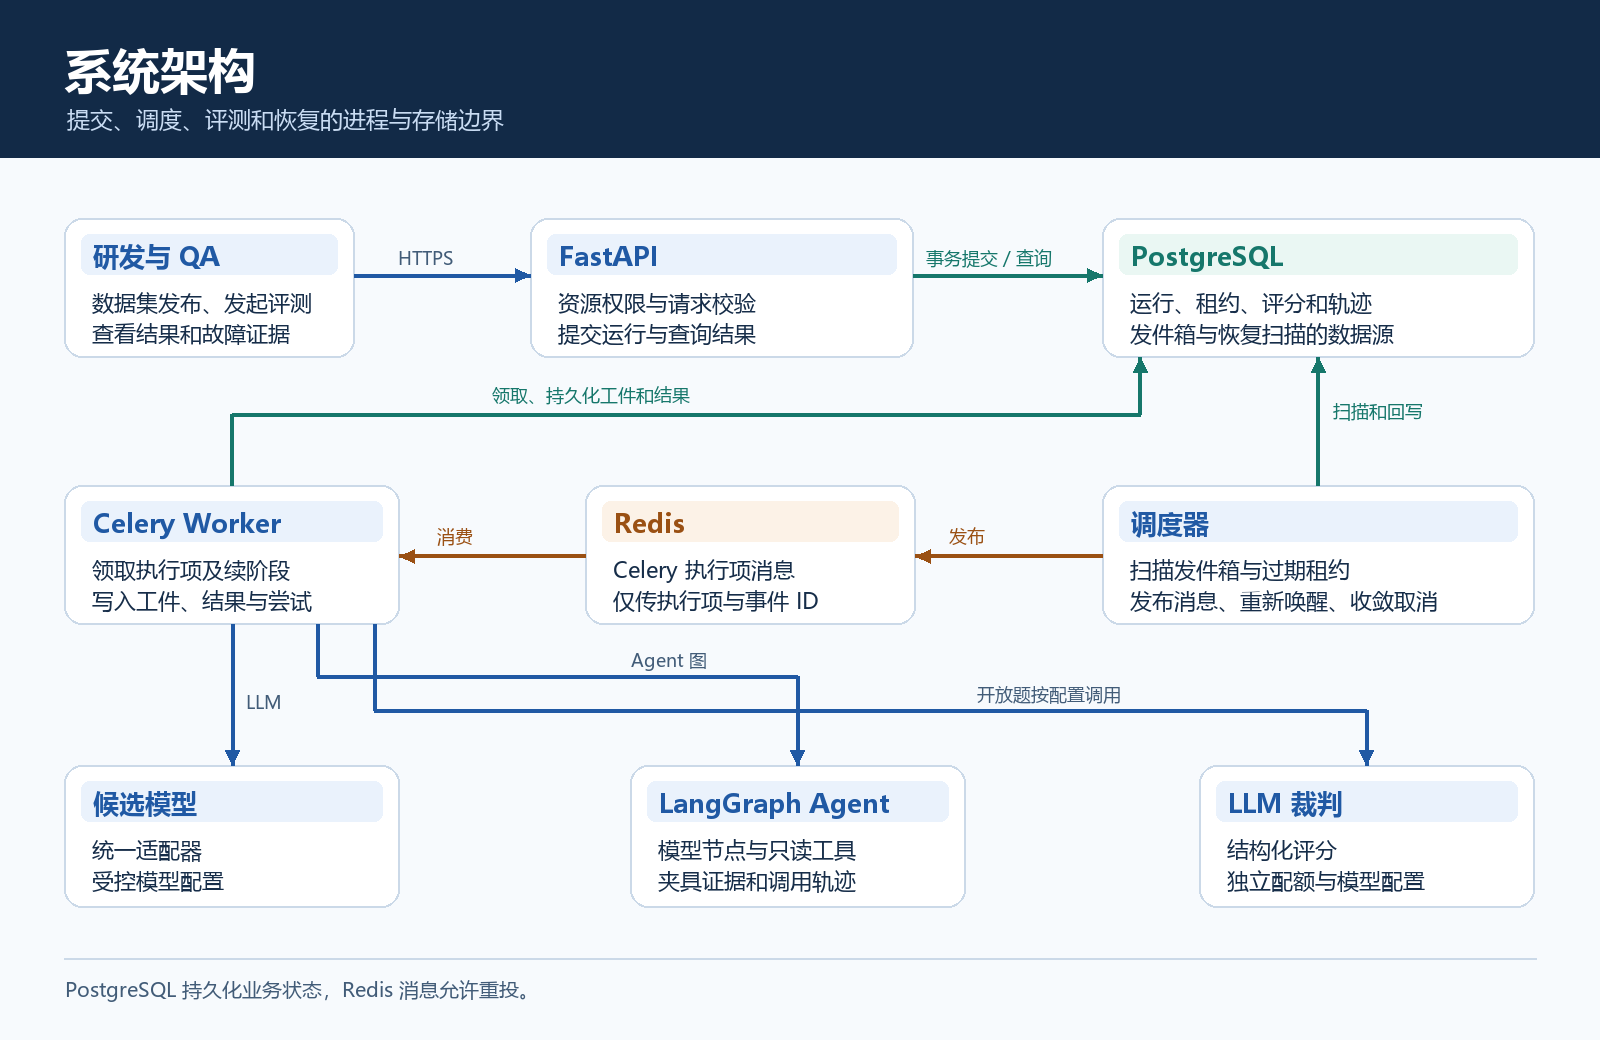 系统架构
提交、调度、评测和恢复的进程与存储边界
研发与 QA
数据集发布、发起评测
查看结果和故障证据
HTTPS
FastAPI
资源权限与请求校验
提交运行与查询结果
事务提交 / 查询
PostgreSQL
运行、租约、评分和轨迹
发件箱与恢复扫描的数据源
领取、持久化工件和结果
扫描和回写
Celery Worker
领取执行项及续阶段
写入工件、结果与尝试
消费
Redis
Celery 执行项消息
仅传执行项与事件 ID
发布
调度器
扫描发件箱与过期租约
发布消息、重新唤醒、收敛取消
LLM
Agent 图
开放题按配置调用
候选模型
统一适配器
受控模型配置
LangGraph Agent
模型节点与只读工具
夹具证据和调用轨迹
LLM 裁判
结构化评分
独立配额与模型配置
PostgreSQL 持久化业务状态，Redis 消息允许重投。